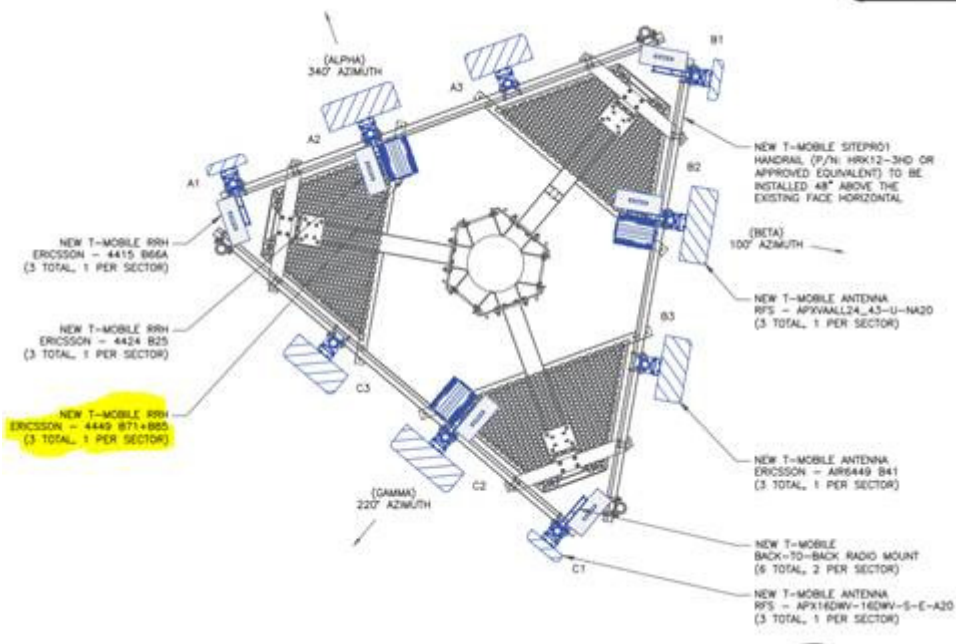 (ALPHA)
340° AZIMUTH
A1
A2
A3
B1
NEW T-MOBILE SITEPRO1
HANDRAIL (P/N: HRK12-3HD OR
APPROVED EQUIVALENT) TO BE
INSTALLED 48" ABOVE THE
EXISTING FACE HORIZONTAL
B2
(BETA)
100° AZIMUTH
NEW T-MOBILE RRH
ERICSSON - 4415 B66A
(3 TOTAL, 1 PER SECTOR)
NEW T-MOBILE ANTENNA
RFS - APXVAALL24_43-U-NA20
(3 TOTAL, 1 PER SECTOR)
NEW T-MOBILE RRH
ERICSSON - 4424 B25
(3 TOTAL, 1 PER SECTOR)
B3
C3
NEW T-MOBILE RRH
ERICSSON - 4449 B71+B85
(3 TOTAL, 1 PER SECTOR)
NEW T-MOBILE ANTENNA
ERICSSON - AIR6449 B41
(3 TOTAL, 1 PER SECTOR)
C2
(GAMMA)
220° AZIMUTH
C1
NEW T-MOBILE
BACK-TO-BACK RADIO MOUNT
(6 TOTAL, 2 PER SECTOR)
NEW T-MOBILE ANTENNA
RFS - APX16DWV-16DWV-S-E-A20
(3 TOTAL, 1 PER SECTOR)